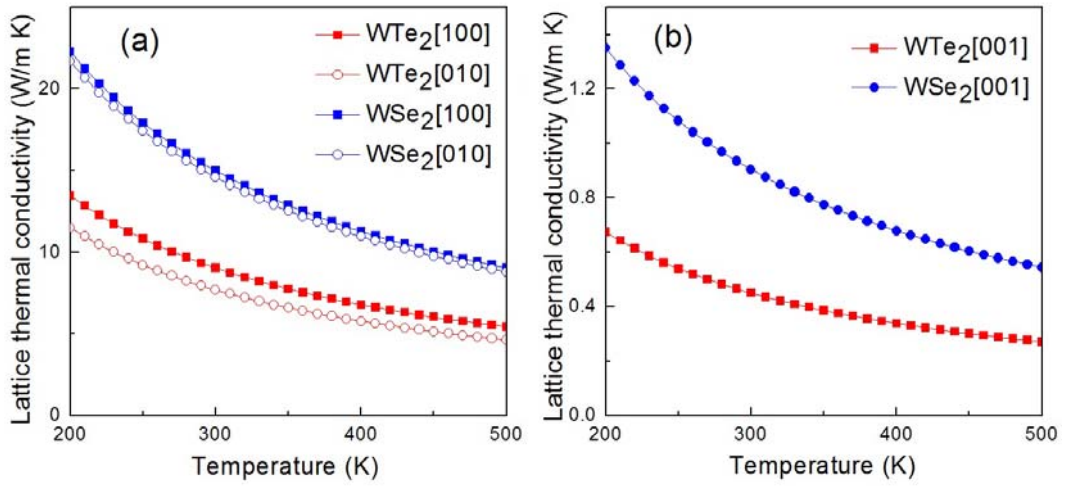 (a)
WTe₂[100]
WTe₂[010]
WSe₂[100]
WSe₂[010]
Lattice thermal conductivity (W/m K)
20
10
0
200 300 400 500
Temperature (K)
(b)
WTe₂[001]
WSe₂[001]
Lattice thermal conductivity (W/m K)
1.2
0.8
0.4
0.0
200 300 400 500
Temperature (K)